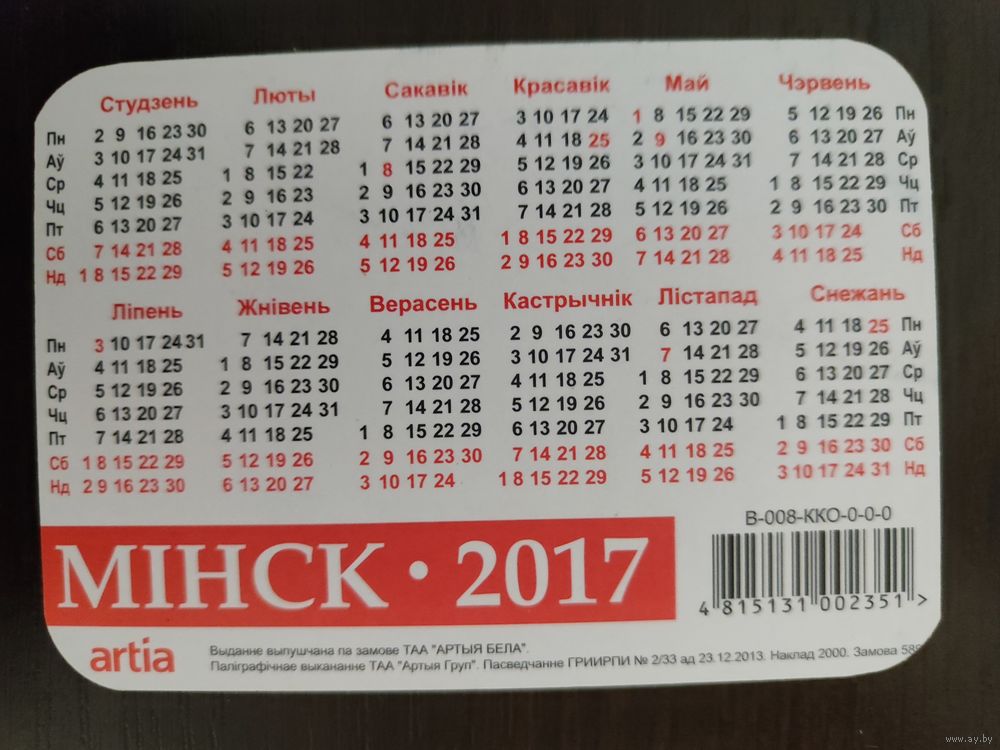 Студзень Люты Сакавік Красавік Май Чэрвень
Пн 2 9 16 23 30 6 13 20 27 6 13 20 27 3 10 17 24 1 8 15 22 29 5 12 19 26 Пн
Аў 3 10 17 24 31 7 14 21 28 7 14 21 28 4 11 18 25 2 9 16 23 30 6 13 20 27 Аў
Ср 4 11 18 25 1 8 15 22 1 8 15 22 29 5 12 19 26 3 10 17 24 31 7 14 21 28 Ср
Чц 5 12 19 26 2 9 16 23 2 9 16 23 30 6 13 20 27 4 11 18 25 1 8 15 22 29 Чц
Пт 6 13 20 27 3 10 17 24 3 10 17 24 31 7 14 21 28 5 12 19 26 2 9 16 23 30 Пт
Сб 7 14 21 28 4 11 18 25 4 11 18 25 1 8 15 22 29 6 13 20 27 3 10 17 24 Сб
Нд 1 8 15 22 29 5 12 19 26 5 12 19 26 2 9 16 23 30 7 14 21 28 4 11 18 25 Нд
Ліпень Жнівень Верасень Кастрычнік Лістапад Снежань
Пн 3 10 17 24 31 7 14 21 28 4 11 18 25 2 9 16 23 30 6 13 20 27 4 11 18 25 Пн
Аў 4 11 18 25 1 8 15 22 29 5 12 19 26 3 10 17 24 31 7 14 21 28 5 12 19 26 Аў
Ср 5 12 19 26 2 9 16 23 30 6 13 20 27 4 11 18 25 1 8 15 22 29 6 13 20 27 Ср
Чц 6 13 20 27 3 10 17 24 31 7 14 21 28 5 12 19 26 2 9 16 23 30 7 14 21 28 Чц
Пт 7 14 21 28 4 11 18 25 1 8 15 22 29 6 13 20 27 3 10 17 24 1 8 15 22 29 Пт
Сб 1 8 15 22 29 5 12 19 26 2 9 16 23 30 7 14 21 28 4 11 18 25 2 9 16 23 30 Сб
Нд 2 9 16 23 30 6 13 20 27 3 10 17 24 1 8 15 22 29 5 12 19 26 3 10 17 24 31 Нд
В-008-ККО-0-0-0
МІНСК · 2017
4 815131 002351 >
artia
Выданне выпушчана па замове ТАА "АРТЫЯ БЕЛА".
Паліграфічнае выкананне ТАА "Артыя Груп". Пасведчанне ГРИИРПИ № 2/33 ад 23.12.2013. Наклад 2000. Замова
www.ay.by